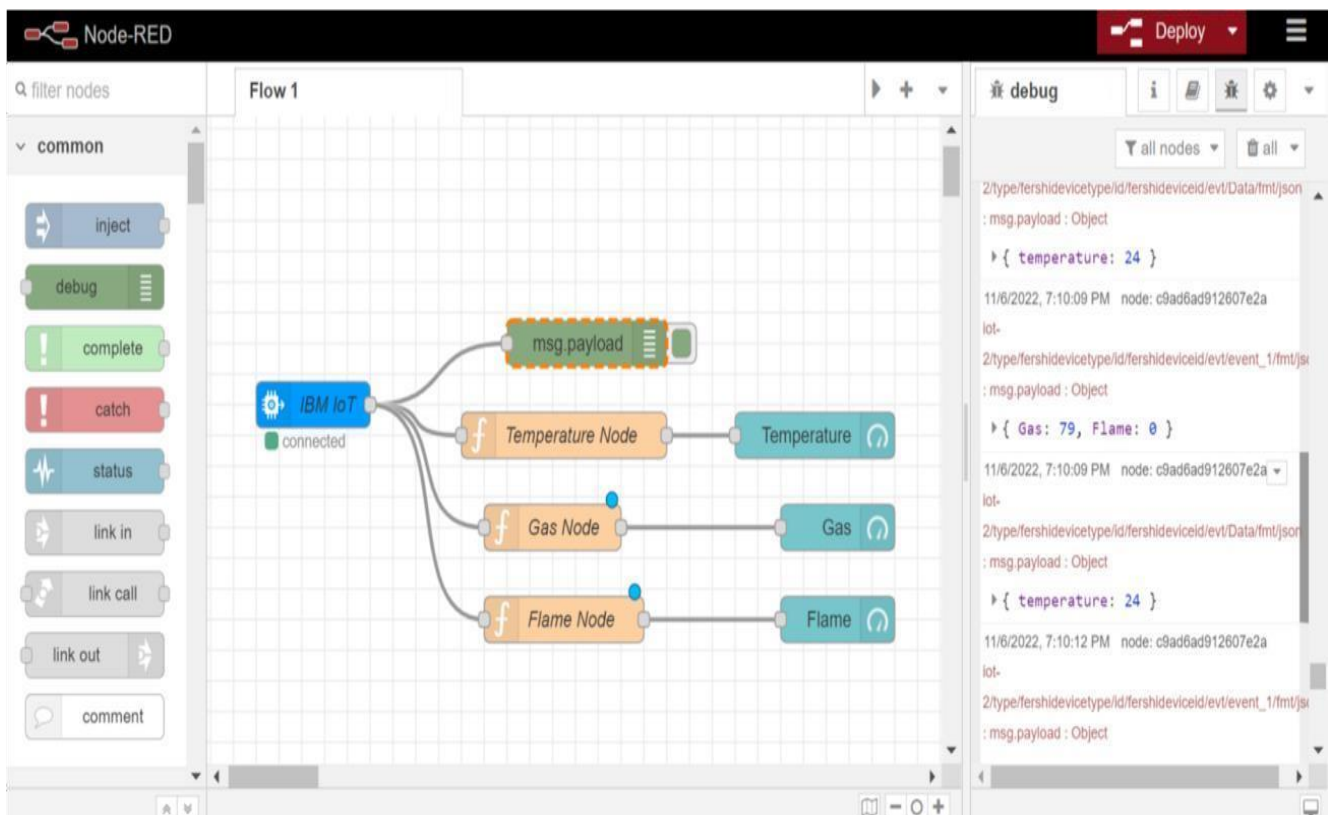 Node-RED
Deploy
filter nodes
Flow 1
debug
i
all nodes
all
common
inject
debug
complete
catch
status
link in
link call
link out
comment
msg.payload
IBM IoT
connected
Temperature Node
Temperature
Gas Node
Gas
Flame Node
Flame
2/type/fershidevicetype/id/fershideviceid/evt/Data/fmt/json
: msg.payload : Object
{ temperature: 24 }
11/6/2022, 7:10:09 PM node: c9ad6ad912607e2a
iot-
2/type/fershidevicetype/id/fershideviceid/evt/event_1/fmt/jso
: msg.payload : Object
{ Gas: 79, Flame: 0 }
11/6/2022, 7:10:09 PM node: c9ad6ad912607e2a
iot-
2/type/fershidevicetype/id/fershideviceid/evt/Data/fmt/json
: msg.payload : Object
{ temperature: 24 }
11/6/2022, 7:10:12 PM node: c9ad6ad912607e2a
iot-
2/type/fershidevicetype/id/fershideviceid/evt/event_1/fmt/jso
: msg.payload : Object